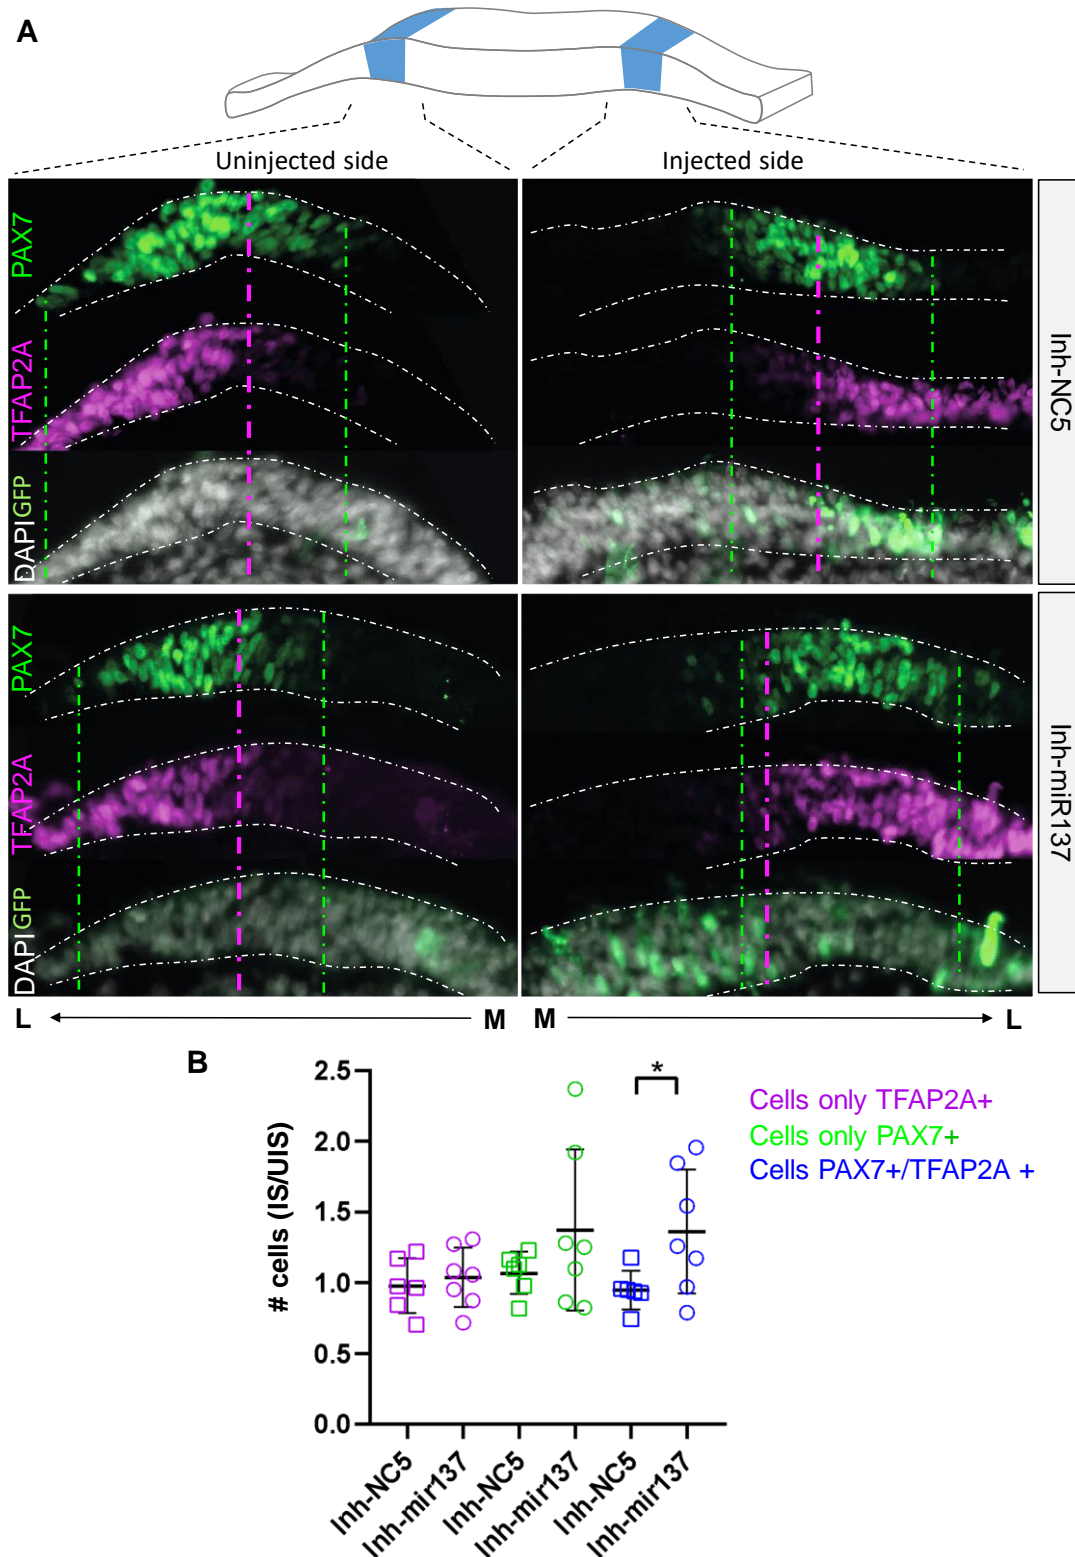 A
Uninjected side
Injected side
PAX7
TFAP2A
DAPI GFP
Inh-NC5
PAX7
TFAP2A
DAPI GFP
Inh-miR137
L M M L
B
*
2.5
2.0
1.5
1.0
0.5
0.0
# cells (IS/UIS)
Cells only TFAP2A+
Cells only PAX7+
Cells PAX7+/TFAP2A +
Inh-NC5
Inh-mir137
Inh-NC5
Inh-mir137
Inh-NC5
Inh-mir137